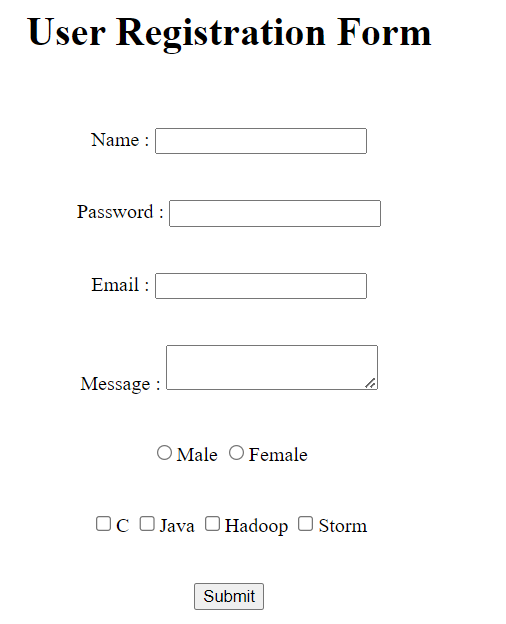 User Registration Form
Name :
Password :
Email :
Message :
Male Female
C Java Hadoop Storm
Submit